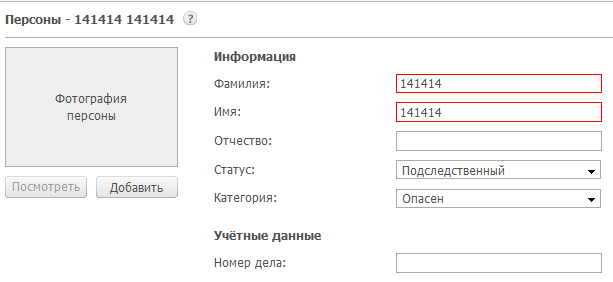 Персоны - 141414 141414 ?
Информация
Фотография
персоны
Фамилия: 141414
Имя: 141414
Отчество:
Статус: Подследственный
Категория: Опасен
Посмотреть Добавить
Учётные данные
Номер дела: